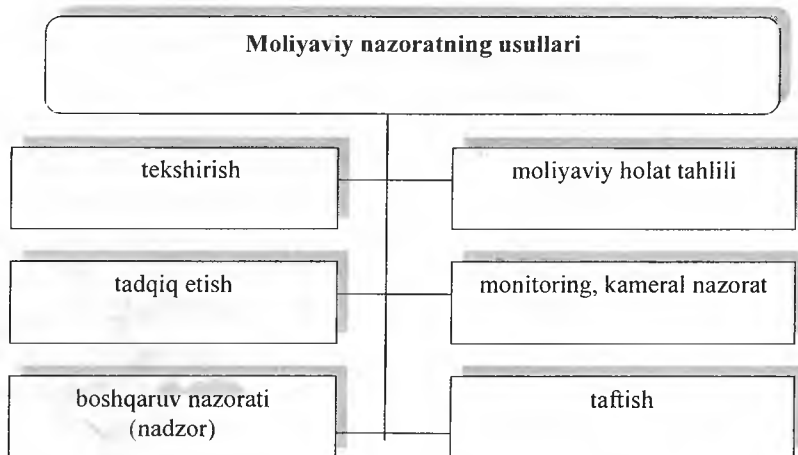 Moliyaviy nazoratning usullari
tekshirish
moliyaviy holat tahlili
tadqiq etish
monitoring, kameral nazorat
boshqaruv nazorati
(nadzor)
taftish